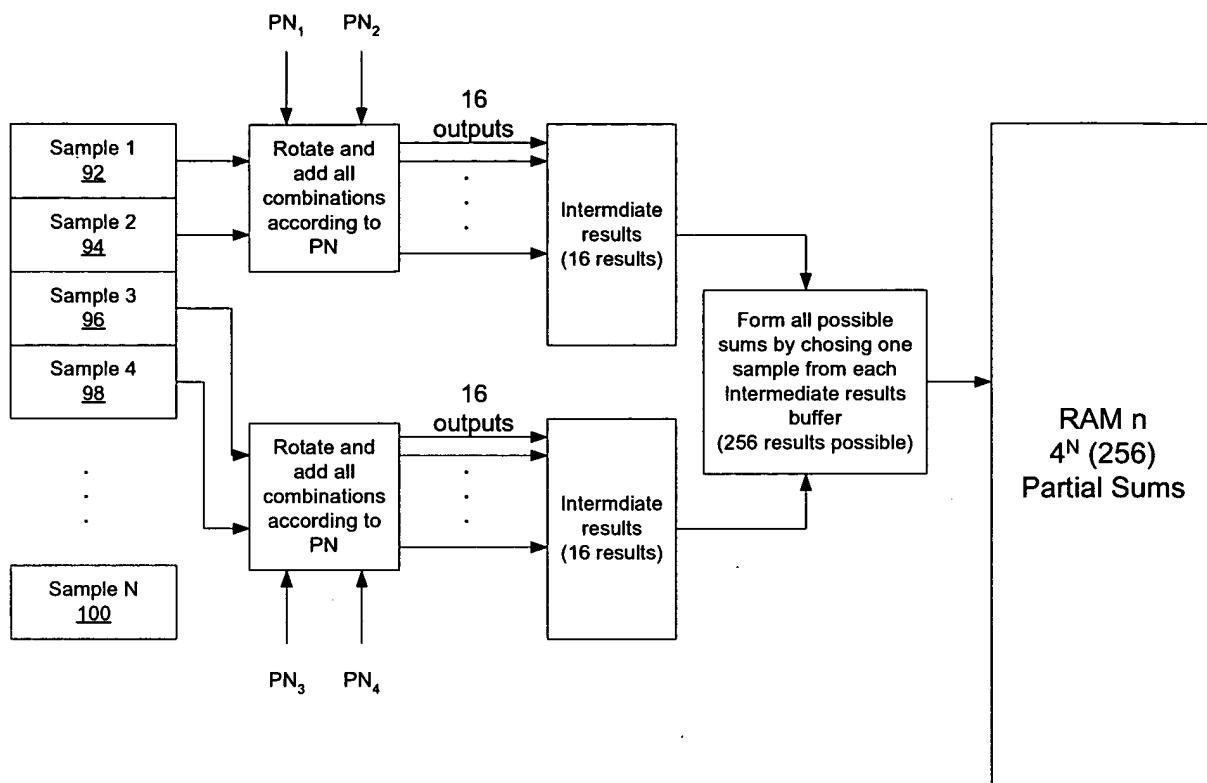 PN1 PN2
16
outputs
Sample 1
92
Sample 2
94
Sample 3
96
Sample 4
98
Sample N
100
Rotate and
add all
combinations
according to
PN
Intermdiate
results
(16 results)
Form all possible
sums by chosing one
sample from each
Intermediate results
buffer
(256 results possible)
RAM n
4^N (256)
Partial Sums
16
outputs
Rotate and
add all
combinations
according to
PN
Intermdiate
results
(16 results)
PN3 PN4